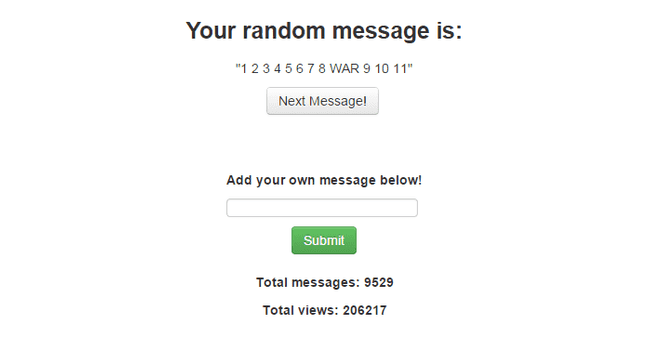 Your random message is:
"1 2 3 4 5 6 7 8 WAR 9 10 11"
Next Message!
Add your own message below!
Submit
Total messages: 9529
Total views: 206217